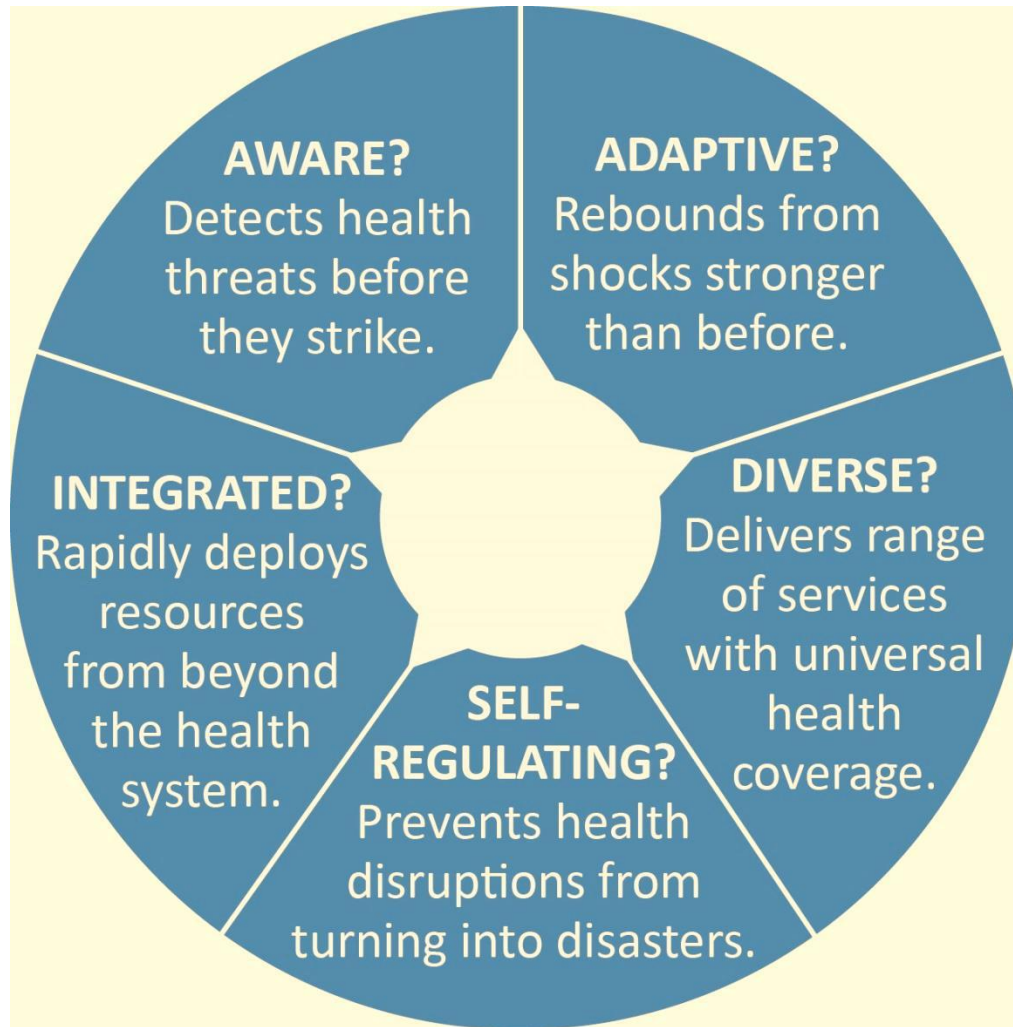 AWARE?
Detects health
threats before
they strike.
ADAPTIVE?
Rebounds from
shocks stronger
than before.
INTEGRATED?
Rapidly deploys
resources
from beyond
the health
system.
DIVERSE?
Delivers range
of services
with universal
health
coverage.
SELF-
REGULATING?
Prevents health
disruptions from
turning into disasters.